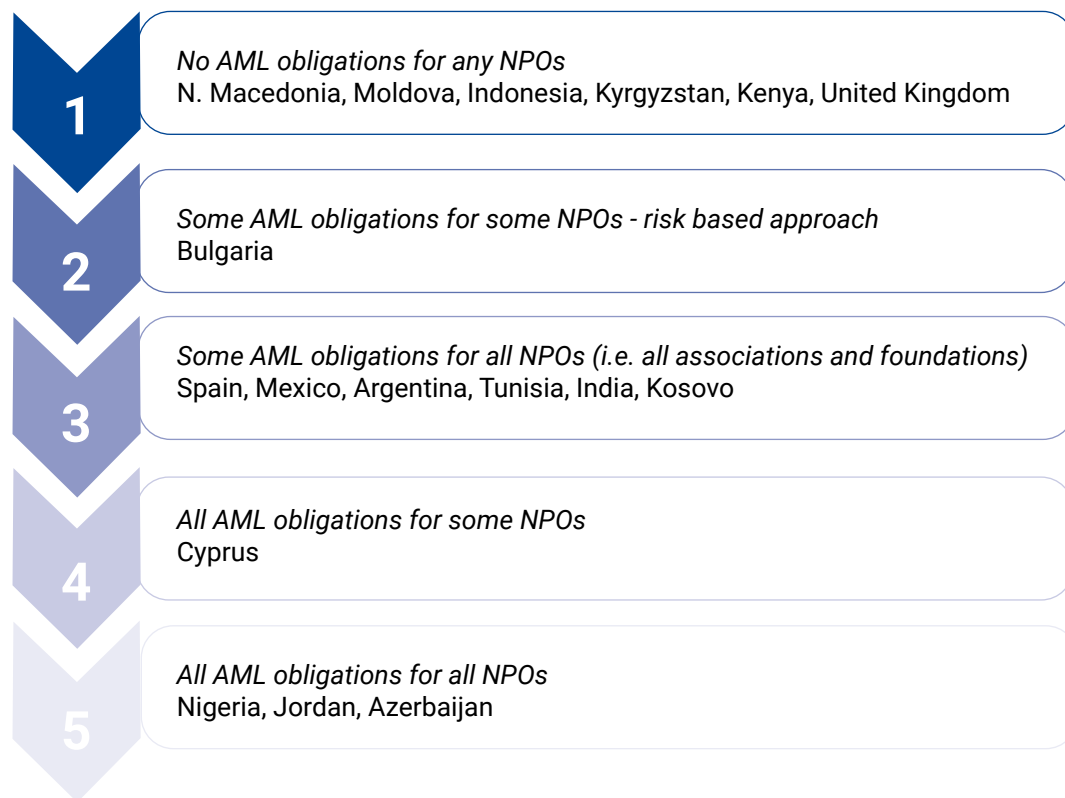 1
No AML obligations for any NPOs
N. Macedonia, Moldova, Indonesia, Kyrgyzstan, Kenya, United Kingdom
2
Some AML obligations for some NPOs - risk based approach
Bulgaria
3
Some AML obligations for all NPOs (i.e. all associations and foundations)
Spain, Mexico, Argentina, Tunisia, India, Kosovo
4
All AML obligations for some NPOs
Cyprus
5
All AML obligations for all NPOs
Nigeria, Jordan, Azerbaijan